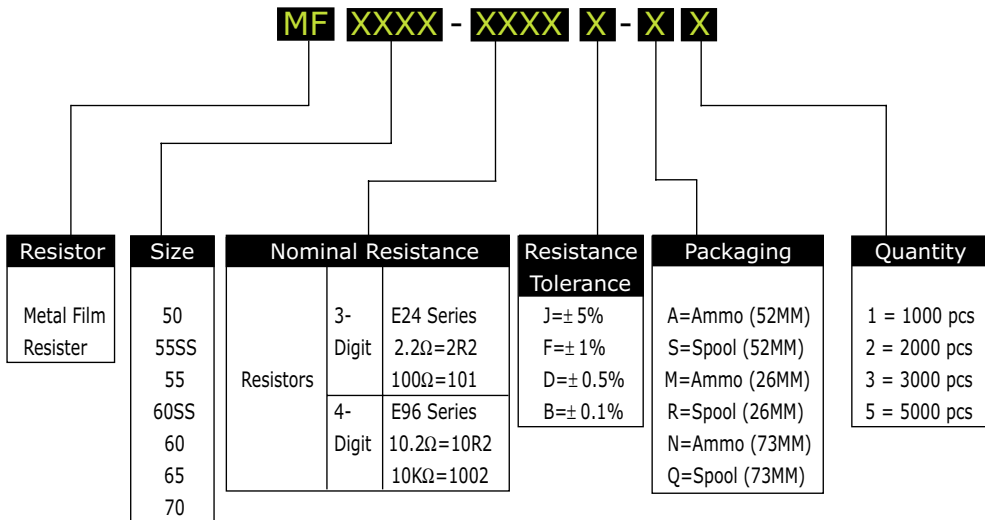 MF XXXX - XXXX X - X X
Resistor
Metal Film
Resister
Size
50
55SS
55
60SS
60
65
70
Nominal Resistance
Resistors
3-
Digit
E24 Series
2.2Ω=2R2
100Ω=101
4-
Digit
E96 Series
10.2Ω=10R2
10KΩ=1002
Resistance
Tolerance
J=± 5%
F=± 1%
D=± 0.5%
B=± 0.1%
Packaging
A=Ammo (52MM)
S=Spool (52MM)
M=Ammo (26MM)
R=Spool (26MM)
N=Ammo (73MM)
Q=Spool (73MM)
Quantity
1 = 1000 pcs
2 = 2000 pcs
3 = 3000 pcs
5 = 5000 pcs